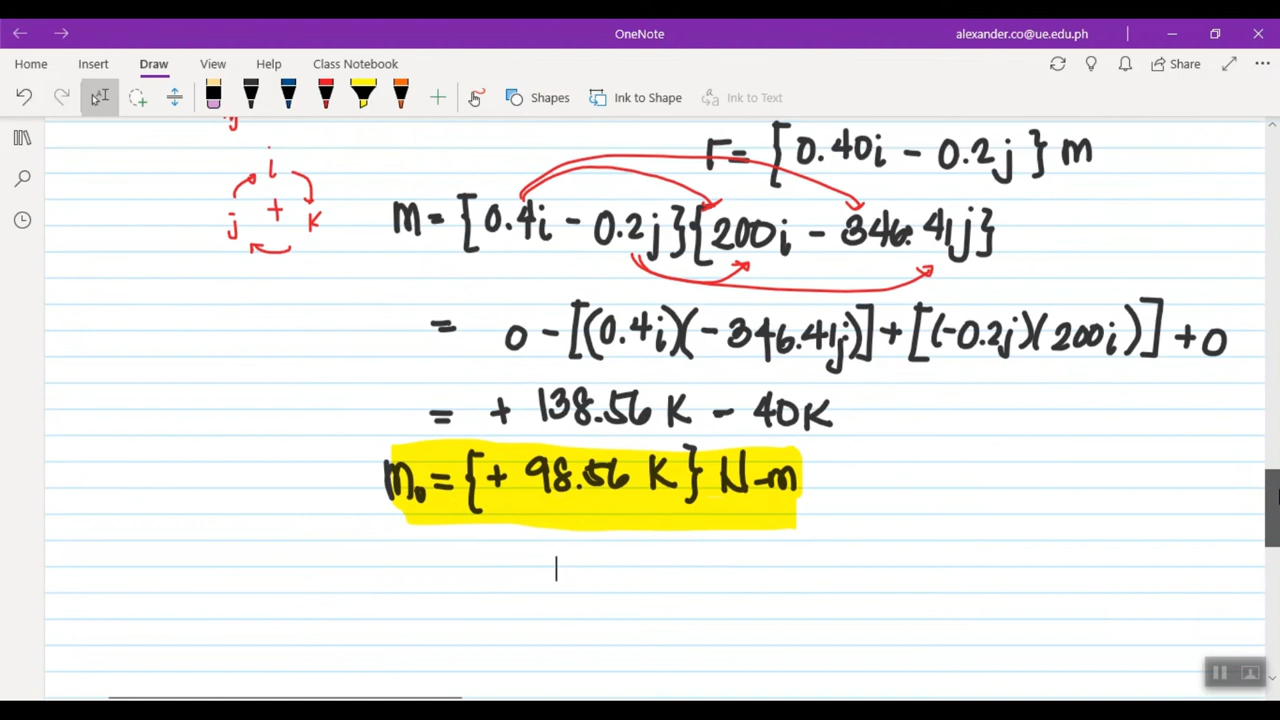 OneNote
alexander.co@ue.edu.ph
Home Insert Draw View Help Class Notebook
Share
Shapes Ink to Shape Ink to Text
j
r = {0.40i - 0.2j} m
i
j + K
m = {0.4i - 0.2j}{200i - 346.41j}
= 0 - [(0.4i)(-346.41j)] + [(-0.2j)(200i)] + 0
= + 138.56 K - 40K
mo = {+ 98.56 K} N-m